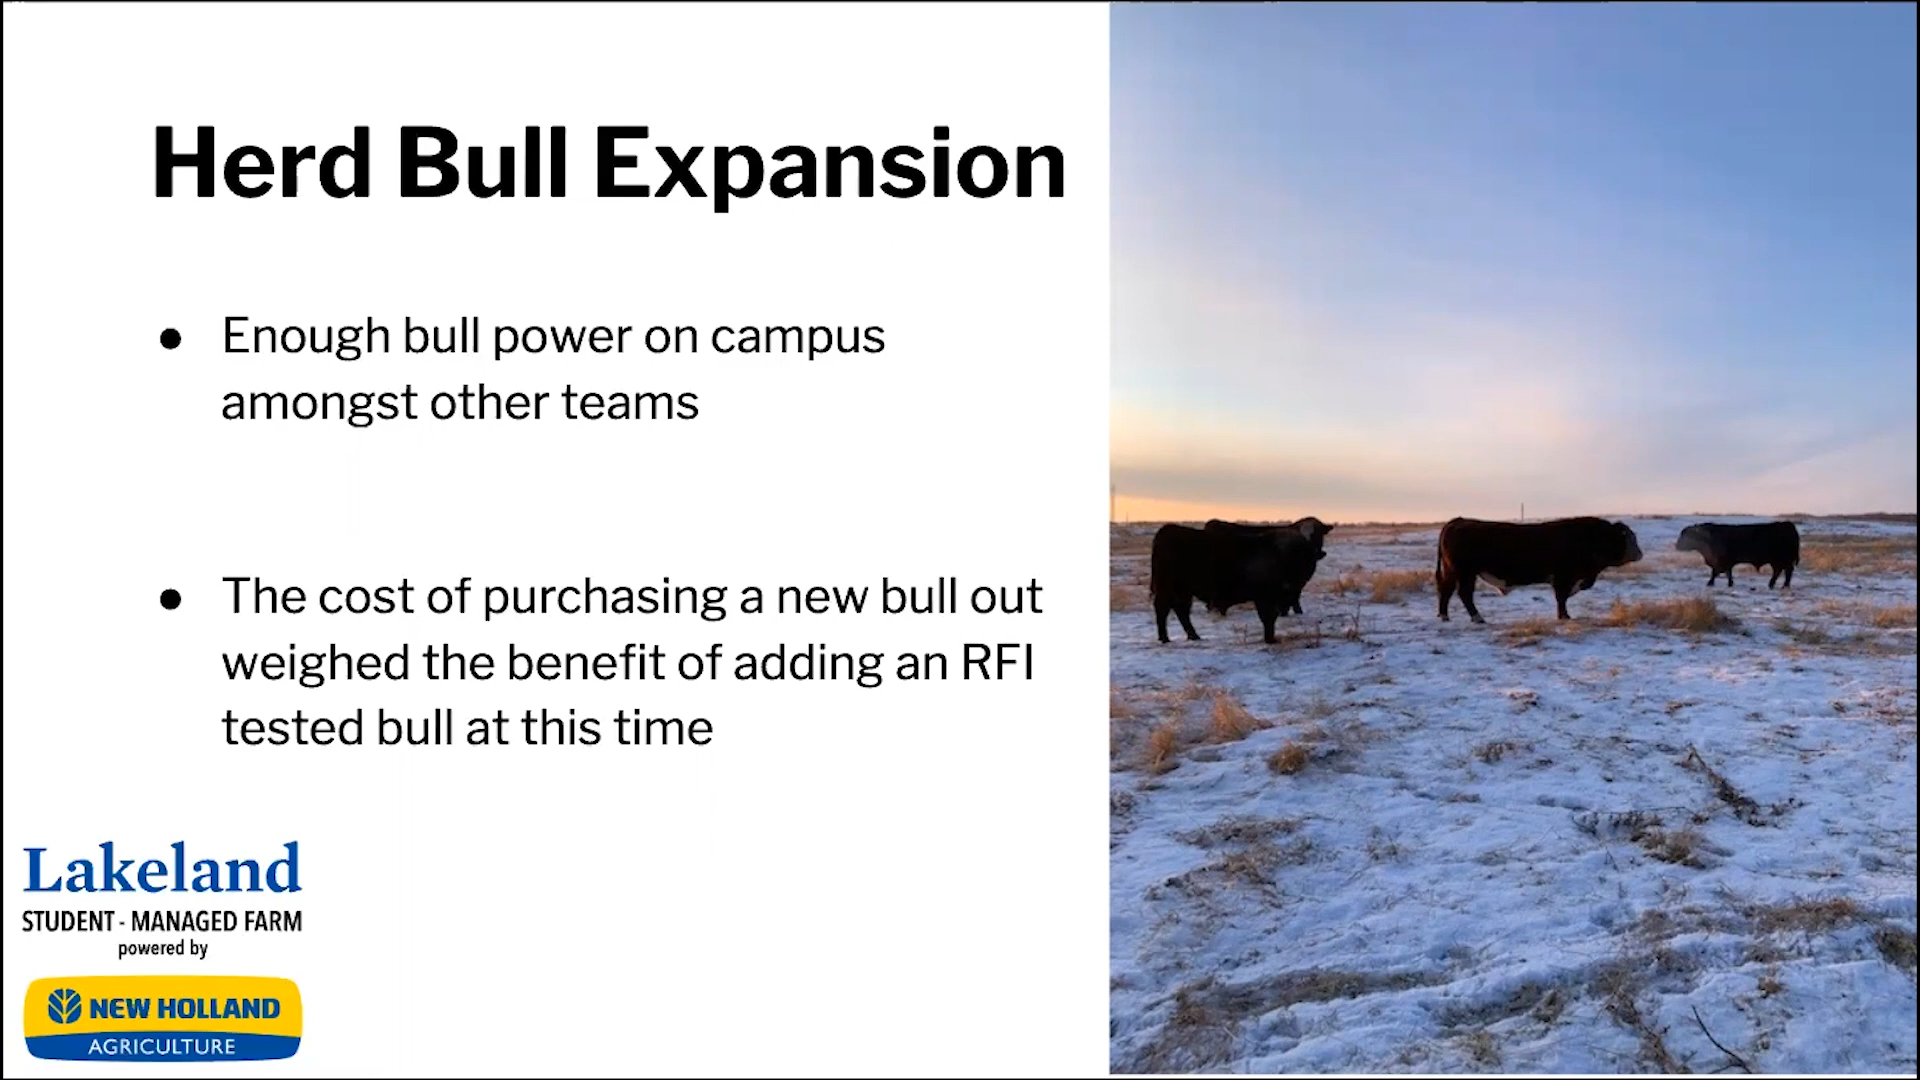 Herd Bull Expansion
● Enough bull power on campus
amongst other teams
● The cost of purchasing a new bull out
weighed the benefit of adding an RFI
tested bull at this time
Lakeland
STUDENT - MANAGED FARM
powered by
NEW HOLLAND
AGRICULTURE